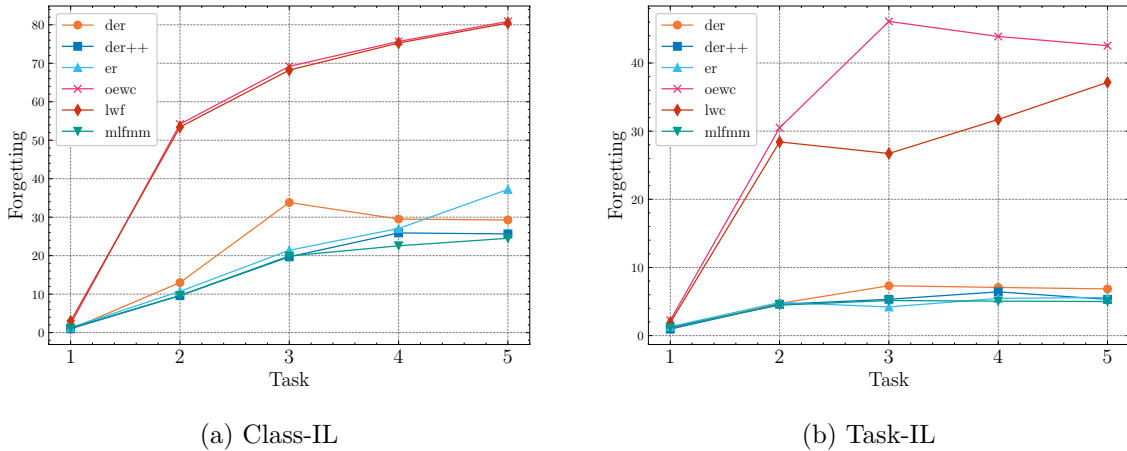 der
der++
er
oewc
lwf
mlfmm
80
70
60
50
40
30
20
10
0
Forgetting
1 2 3 4 5
Task
(a) Class-IL
der
der++
er
oewc
lwc
mlfmm
40
30
20
10
0
Forgetting
1 2 3 4 5
Task
(b) Task-IL